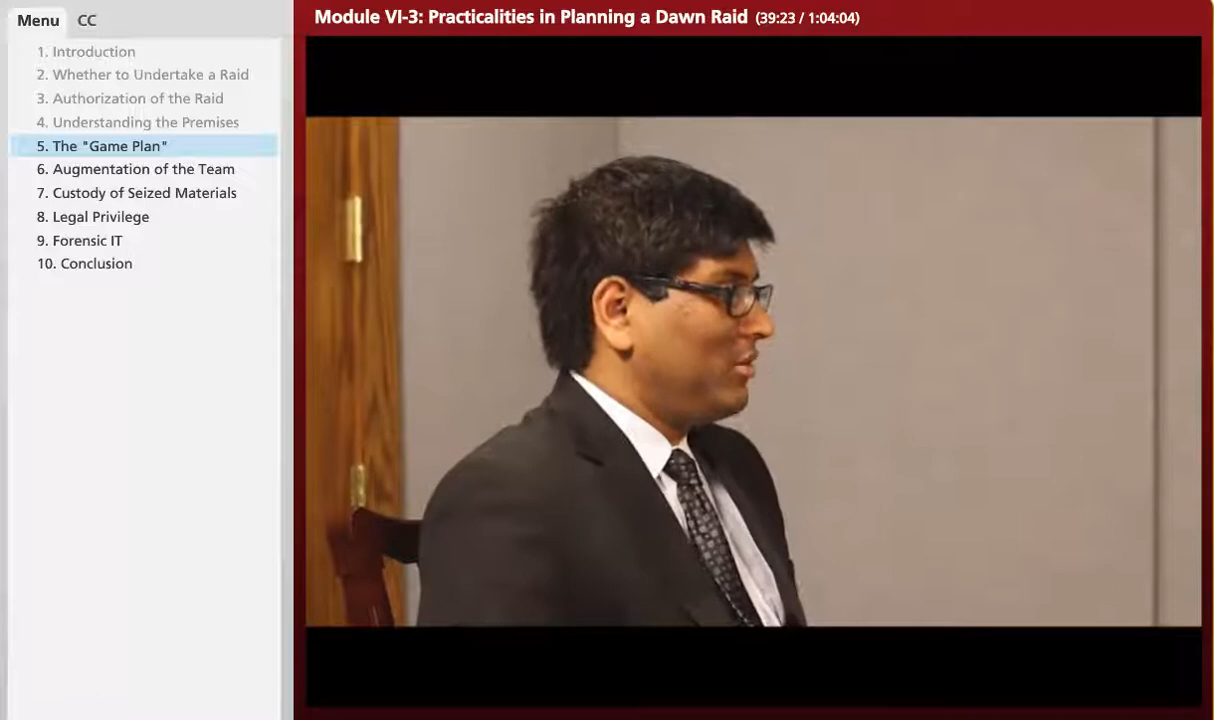 Menu CC
1. Introduction
2. Whether to Undertake a Raid
3. Authorization of the Raid
4. Understanding the Premises
5. The "Game Plan"
6. Augmentation of the Team
7. Custody of Seized Materials
8. Legal Privilege
9. Forensic IT
10. Conclusion
Module VI-3: Practicalities in Planning a Dawn Raid (39:23 / 1:04:04)